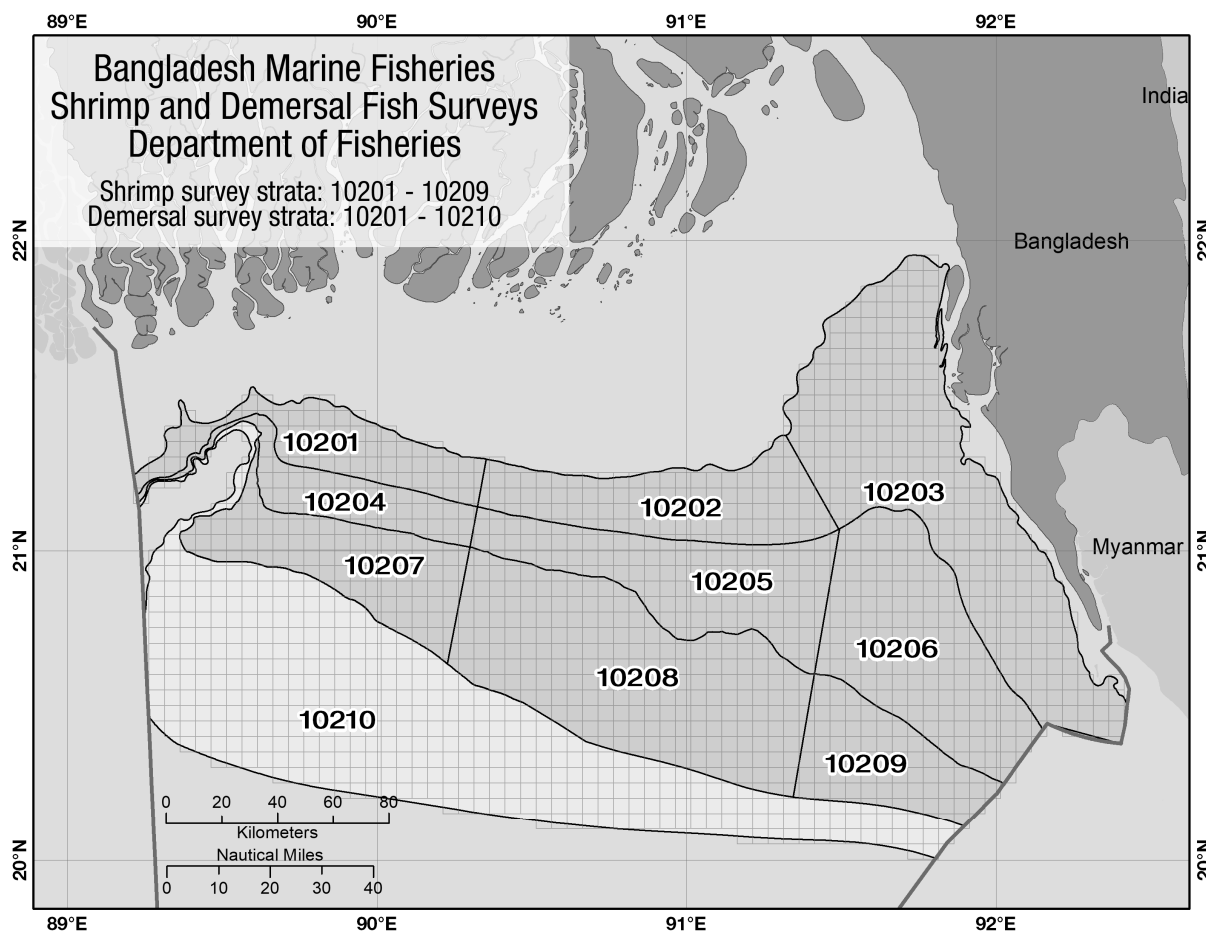 89°E 90°E 91°E 92°E
Bangladesh Marine Fisheries
Shrimp and Demersal Fish Surveys
Department of Fisheries
Shrimp survey strata: 10201 - 10209
Demersal survey strata: 10201 - 10210
India
22°N
Bangladesh
22°N
10201
10204
10202
10203
21°N
Myanmar
21°N
10207
10205
10206
10208
10210
10209
0 20 40 60 80
Kilometers
Nautical Miles
0 10 20 30 40
20°N
20°N
89°E 90°E 91°E 92°E